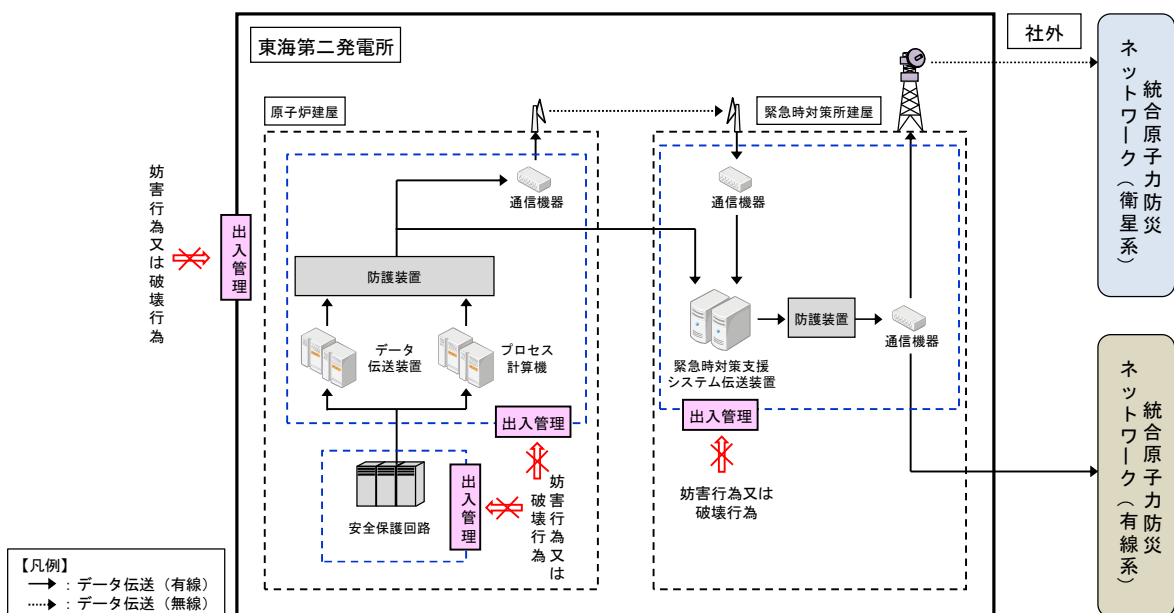 東海第二発電所
社外
統合原子力防災
ネットワーク（衛星系）
原子炉建屋
緊急時対策所建屋
通信機器
通信機器
妨害行為又は破壊行為
出入管理
防護装置
防護装置
通信機器
データ
伝送装置
プロセス
計算機
緊急時対策支援
システム伝送装置
統合原子力防災
ネットワーク（有線系）
出入管理
出入管理
安全保護回路
出入管理
妨害行為又は
破壊行為
妨害行為又は
破壊行為
【凡例】
：データ伝送（有線）
：データ伝送（無線）